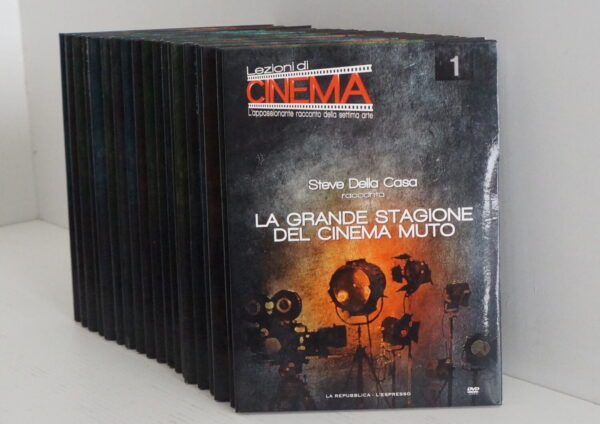 Lezioni di
1
CINEMA
L'appassionante racconto della settima arte
Steve Della Casa
racconta
LA GRANDE STAGIONE
DEL CINEMA MUTO
LA REPUBBLICA - L'ESPRESSO
DVD